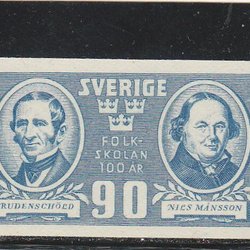 SVERIGE
FOLK-
SKOLAN
100 ÅR
RUDENSCHÖLD
90
NILS MÅNSSON